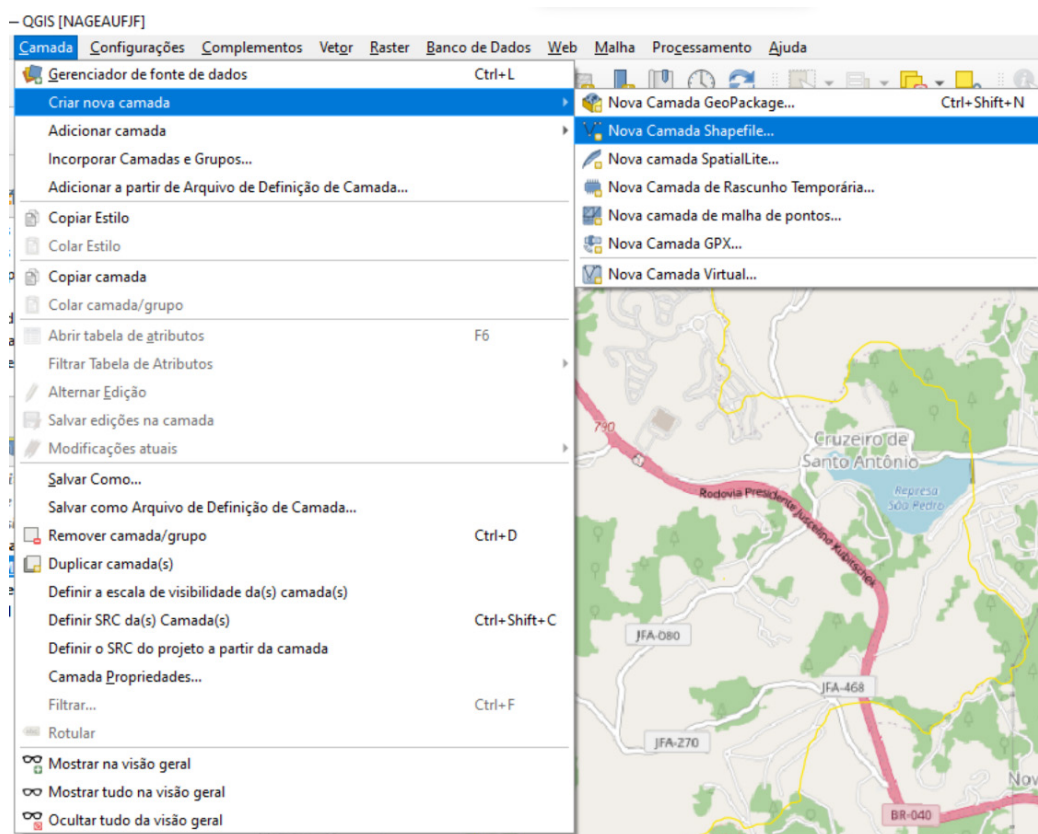 — QGIS [NAGEAUFJF]
Camada Configurações Complementos Vetor Raster Banco de Dados Web Malha Processamento Ajuda
Gerenciador de fonte de dados Ctrl+L
Criar nova camada
Adicionar camada
Incorporar Camadas e Grupos...
Adicionar a partir de Arquivo de Definição de Camada...
Copiar Estilo
Colar Estilo
Copiar camada
Colar camada/grupo
Abrir tabela de atributos F6
Filtrar Tabela de Atributos
Alternar Edição
Salvar edições na camada
Modificações atuais
Salvar Como...
Salvar como Arquivo de Definição de Camada...
Remover camada/grupo Ctrl+D
Duplicar camada(s)
Definir a escala de visibilidade da(s) camada(s)
Definir SRC da(s) Camada(s) Ctrl+Shift+C
Definir o SRC do projeto a partir da camada
Camada Propriedades...
Filtrar... Ctrl+F
Rotular
Mostrar na visão geral
Mostrar tudo na visão geral
Ocultar tudo da visão geral
Nova Camada GeoPackage... Ctrl+Shift+N
Nova Camada Shapefile...
Nova camada SpatialLite...
Nova Camada de Rascunho Temporária...
Nova camada de malha de pontos...
Nova Camada GPX...
Nova Camada Virtual...
790
Cruzeiro de
Santo Antônio
Represa
São Pedro
Rodovia Presidente Juscelino Kubitschek
JFA-080
JFA-468
JFA-270
Nov
BR-040